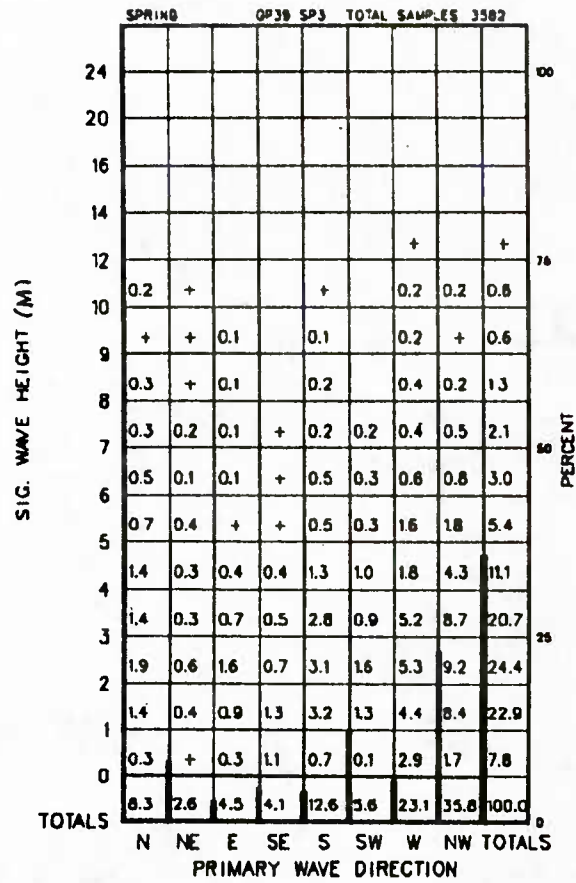 SPRING GP39 SP3 TOTAL SAMPLES 3582
24 100
20
16
14
+ +
12 75
0.2 + + 0.2 0.2 0.6
10
+ + 0.1 0.1 0.2 + 0.6
9
0.3 + 0.1 0.2 0.4 0.2 1.3
8
0.3 0.2 0.1 + 0.2 0.2 0.4 0.5 2.1
7 50
0.5 0.1 0.1 + 0.5 0.3 0.6 0.8 3.0
6
0.7 0.4 + + 0.5 0.3 1.6 1.8 5.4
5
1.4 0.3 0.4 0.4 1.3 1.0 1.8 4.3 11.1
4
1.4 0.3 0.7 0.5 2.8 0.9 5.2 8.7 20.7
3 25
1.9 0.6 1.6 0.7 3.1 1.6 5.3 9.2 24.4
2
1.4 0.4 0.9 1.3 3.2 1.3 4.4 8.4 22.9
1
0.3 + 0.3 1.1 0.7 0.1 2.9 1.7 7.8
0
8.3 2.6 4.5 4.1 12.6 5.6 23.1 35.8 100.0
TOTALS 0
N NE E SE S SW W NW TOTALS
PRIMARY WAVE DIRECTION
SIG. WAVE HEIGHT (M)
PERCENT